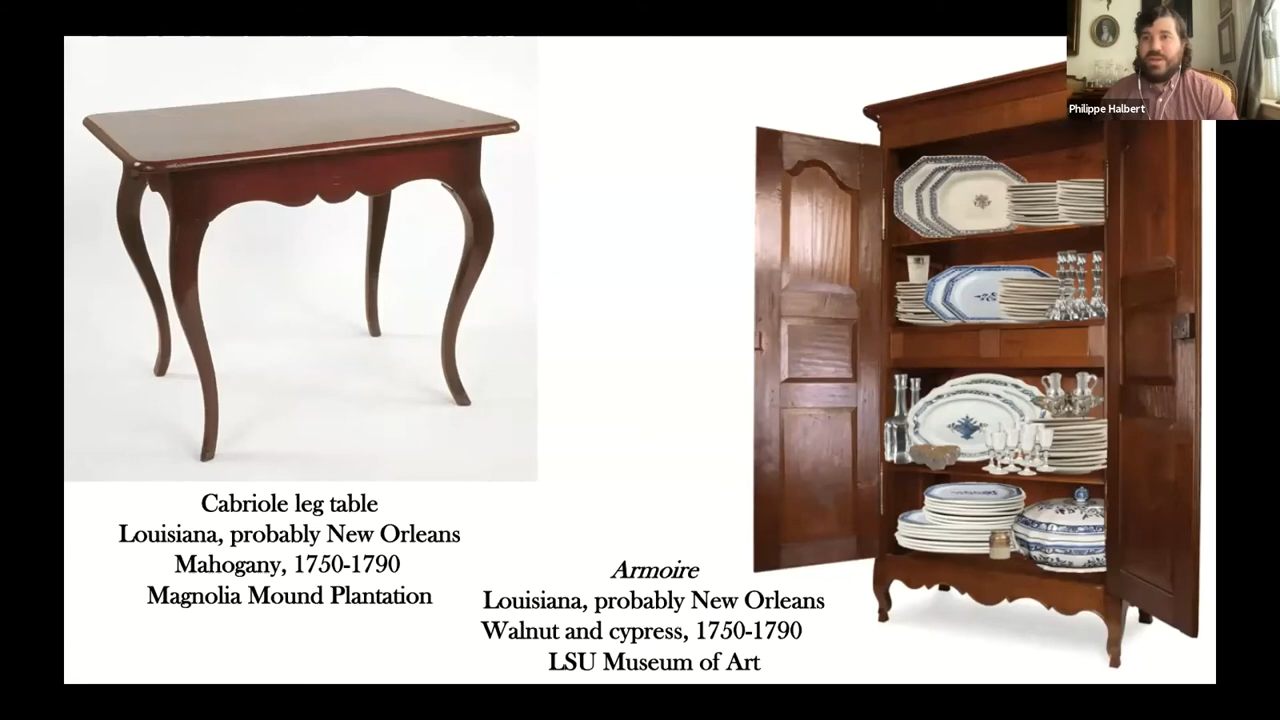 Philippe Halbert
Cabriole leg table
Louisiana, probably New Orleans
Mahogany, 1750-1790
Magnolia Mound Plantation
Armoire
Louisiana, probably New Orleans
Walnut and cypress, 1750-1790
LSU Museum of Art